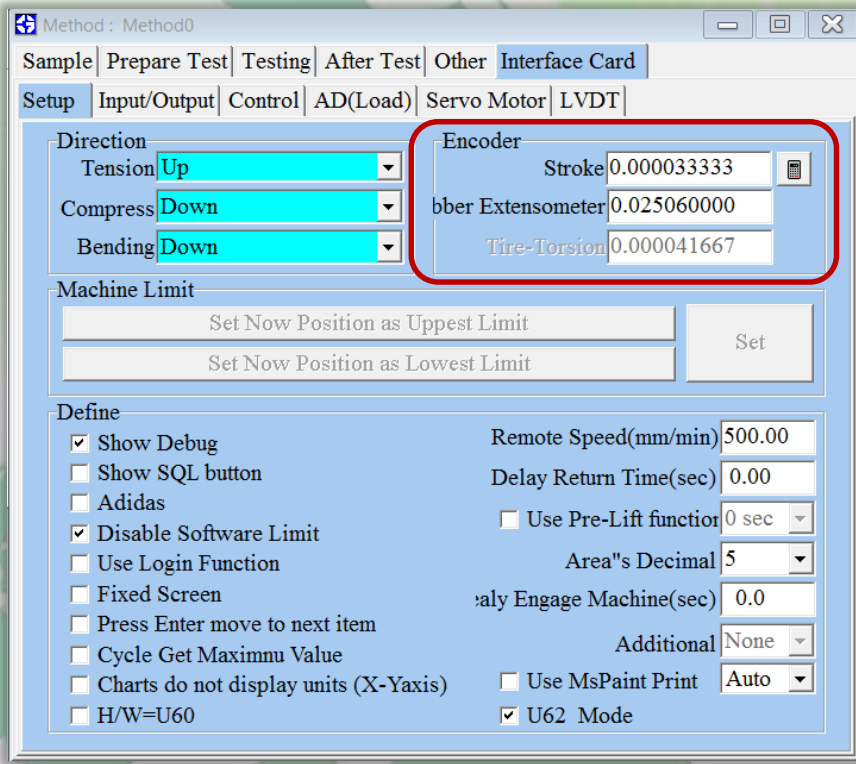 Method : Method0
Sample Prepare Test Testing After Test Other Interface Card
Setup Input/Output Control AD(Load) Servo Motor LVDT
Direction
Tension Up
Compress Down
Bending Down
Encoder
Stroke 0.000033333
bber Extensometer 0.025060000
Tire-Torsion 0.000041667
Machine Limit
Set Now Position as Uppest Limit
Set Now Position as Lowest Limit
Set
Define
Show Debug
Show SQL button
Adidas
Disable Software Limit
Use Login Function
Fixed Screen
Press Enter move to next item
Cycle Get Maximnu Value
Charts do not display units (X-Yaxis)
H/W=U60
Remote Speed(mm/min) 500.00
Delay Return Time(sec) 0.00
Use Pre-Lift function 0 sec
Area"s Decimal 5
ealy Engage Machine(sec) 0.0
Additional None
Use MsPaint Print Auto
U62 Mode